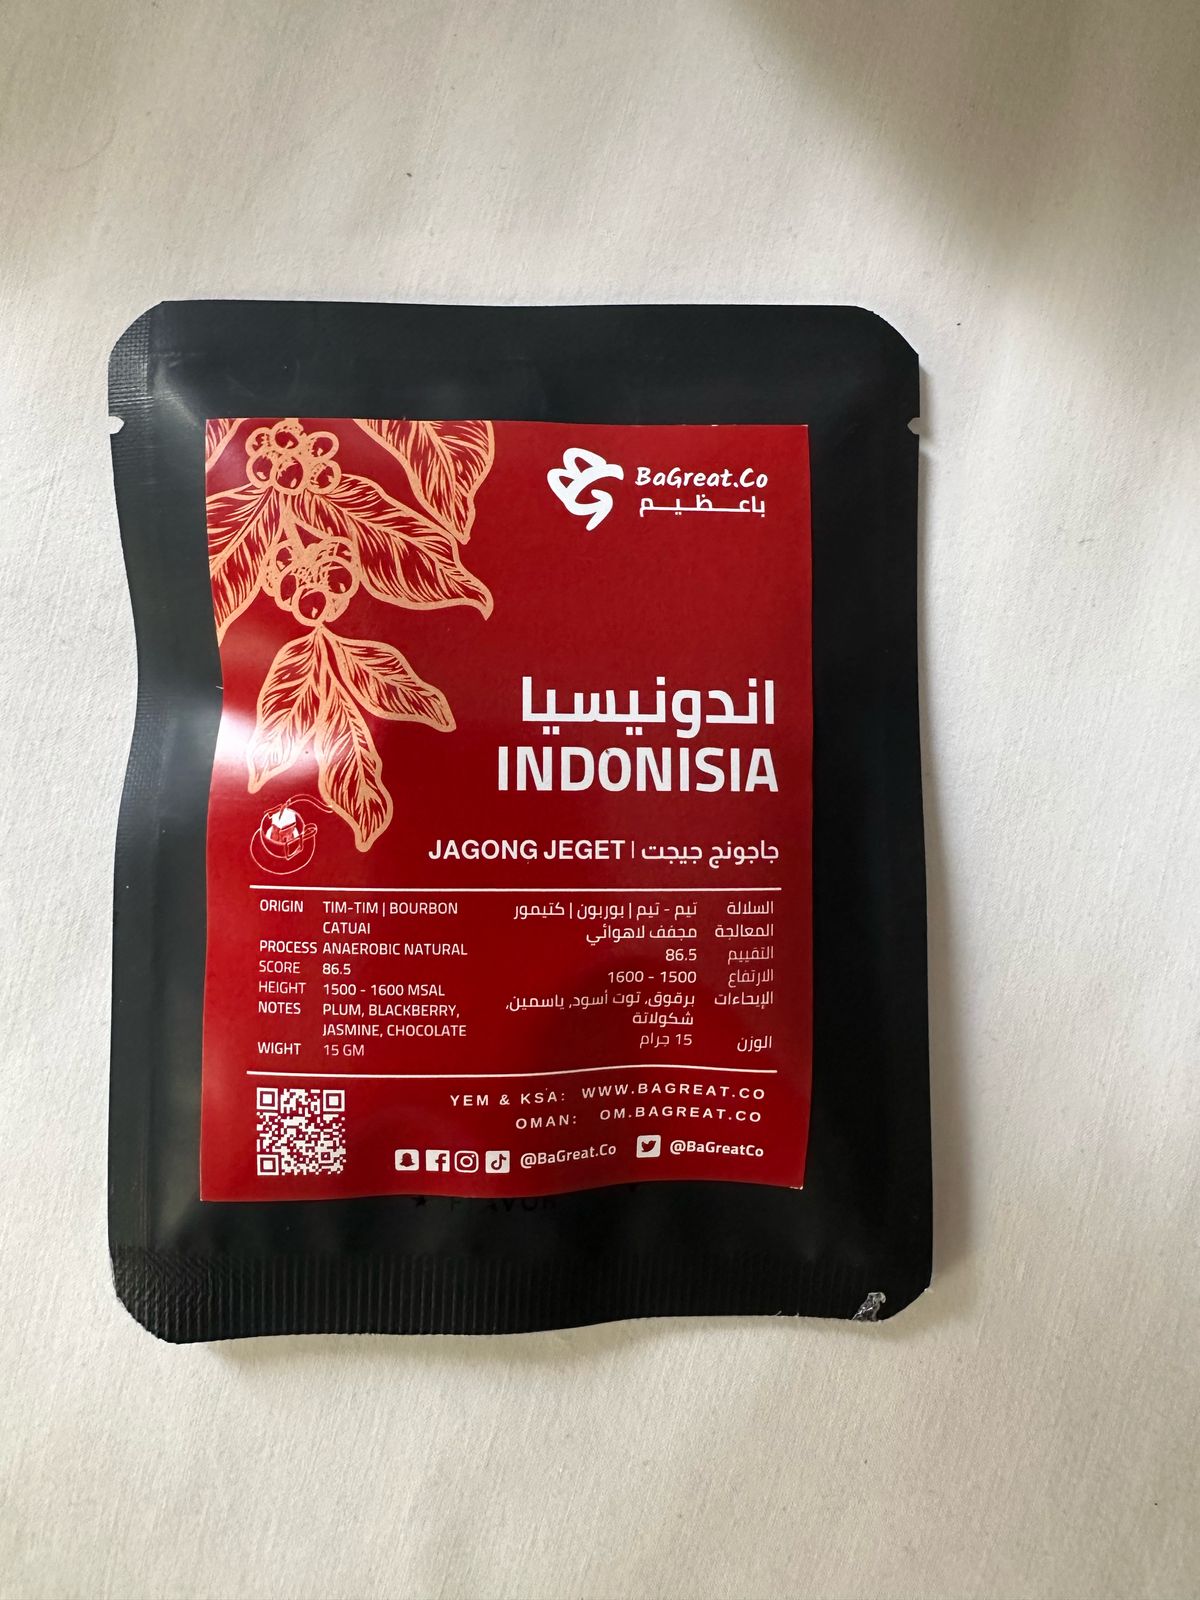 BaGreat.Co
باعـــظـــيـــم
اندونيسيا
INDONISIA
JAGONG JEGET | جاجونج جيجت
ORIGIN TIM-TIM | BOURBON
CATUAI
PROCESS ANAEROBIC NATURAL
SCORE 86.5
HEIGHT 1500 - 1600 MSAL
NOTES PLUM, BLACKBERRY,
JASMINE, CHOCOLATE
WIGHT 15 GM
السلالة تيم - تيم | بوربون | كتيمور
المعالجة مجفف لاهوائي
التقييم 86.5
الارتفاع 1500 - 1600
الإيحاءات برقوق، توت أسود، ياسمين،
شكولاتة
الوزن 15 جرام
YEM & KSA: WWW.BAGREAT.CO
OMAN: OM.BAGREAT.CO
@BaGreat.Co @BaGreatCo
FLAVOR